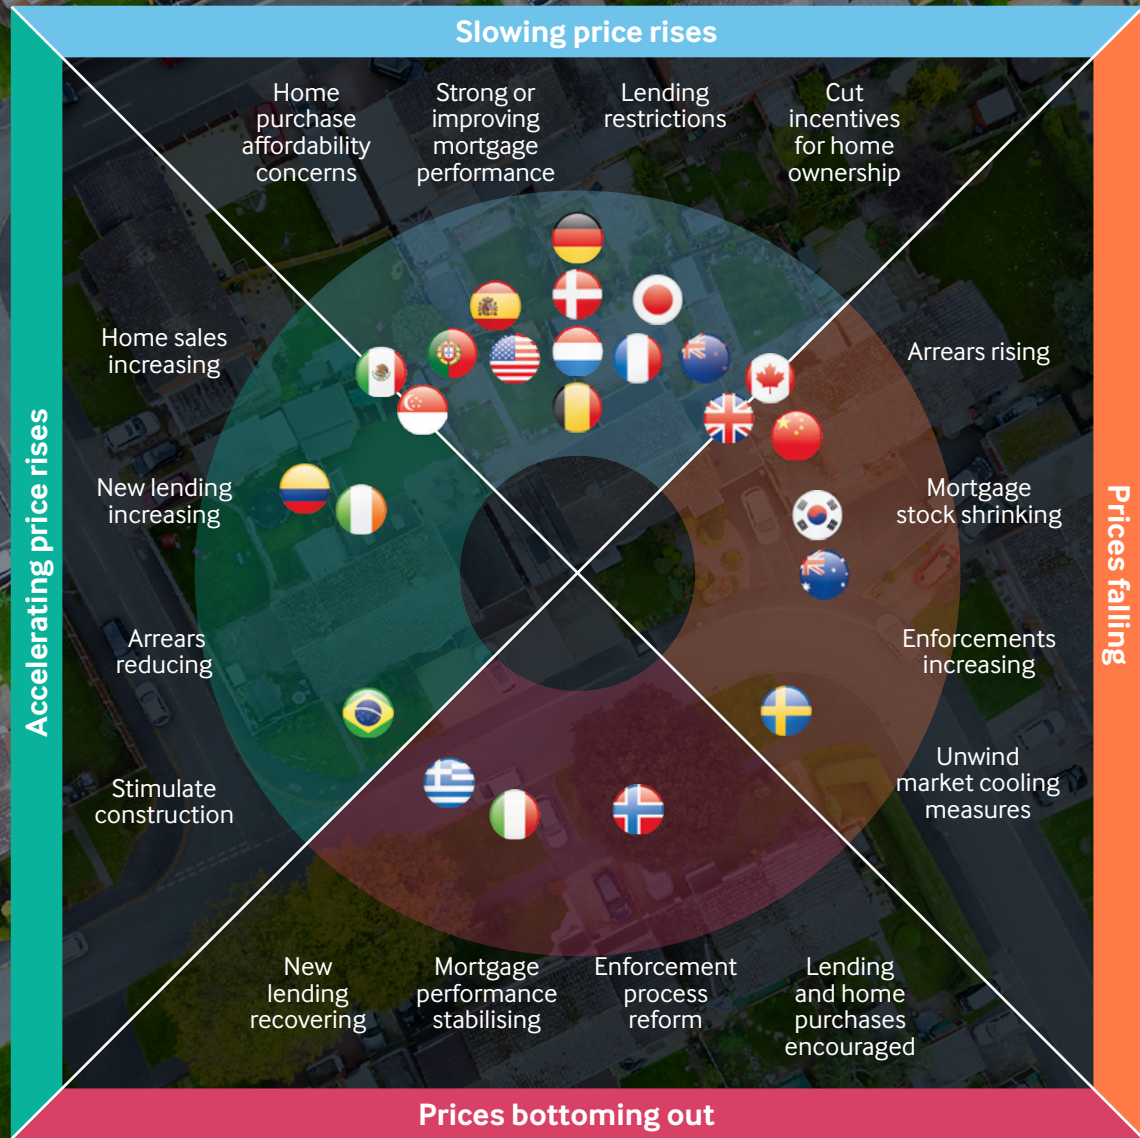 Slowing price rises
Home
purchase
affordability
concerns
Strong or
improving
mortgage
performance
Lending
restrictions
Cut
incentives
for home
ownership
Arrears rising
Mortgage
stock shrinking
Enforcements
increasing
Unwind
market cooling
measures
Prices falling
Lending
and home
purchases
encouraged
Enforcement
process
reform
Mortgage
performance
stabilising
New
lending
recovering
Prices bottoming out
Stimulate
construction
Arrears
reducing
New lending
increasing
Home sales
increasing
Accelerating price rises